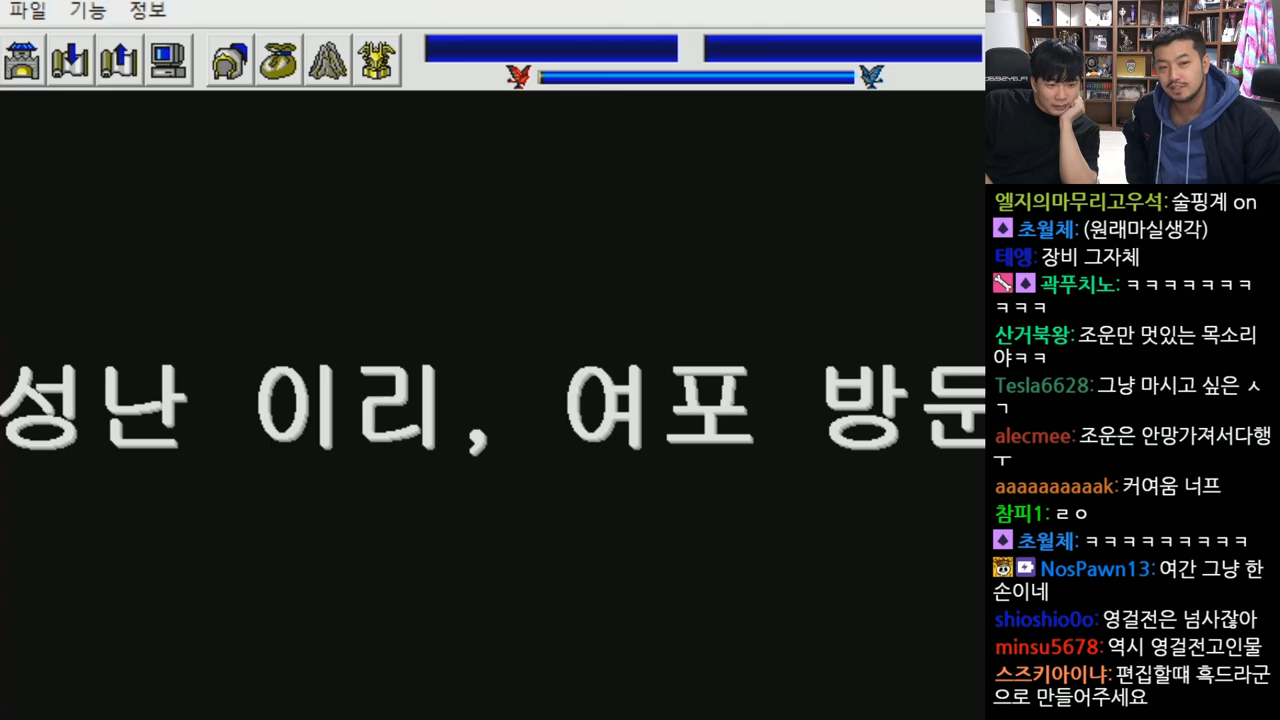 파일 기능 정보
성난 이리, 여포 방문
엘지의마무리고우석: 술핑계 on
초월체: (원래마실생각)
테엥: 장비 그자체
곽푸치노: ㅋㅋㅋㅋㅋㅋㅋ
ㅋㅋㅋ
산거북왕: 조운만 멋있는 목소리
야ㅋㅋ
Tesla6628: 그냥 마시고 싶은 ㅅ
ㄱ
alecmee: 조운은 안망가져서다행
ㅜ
aaaaaaaaaak: 커여움 너프
참피1: ㄹㅇ
초월체: ㅋㅋㅋㅋㅋㅋㅋㅋㅋ
NosPawn13: 여간 그냥 한
손이네
shioshio0o: 영걸전은 넘사잖아
minsu5678: 역시 영걸전고인물
스즈키아이냐: 편집할떄 흑드라군
으로 만들어주세요